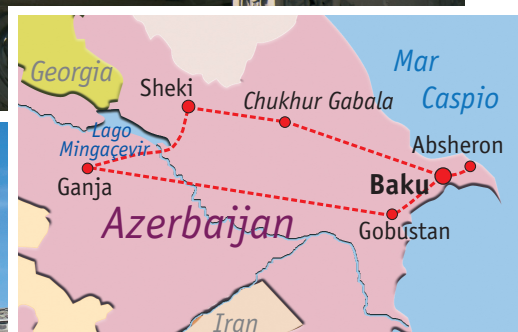 Georgia
Mar
Caspio
Sheki
Chukhur Gabala
Lago
Mingaçevir
Absheron
Ganja
Baku
Azerbaijan
Gobustan
Iran